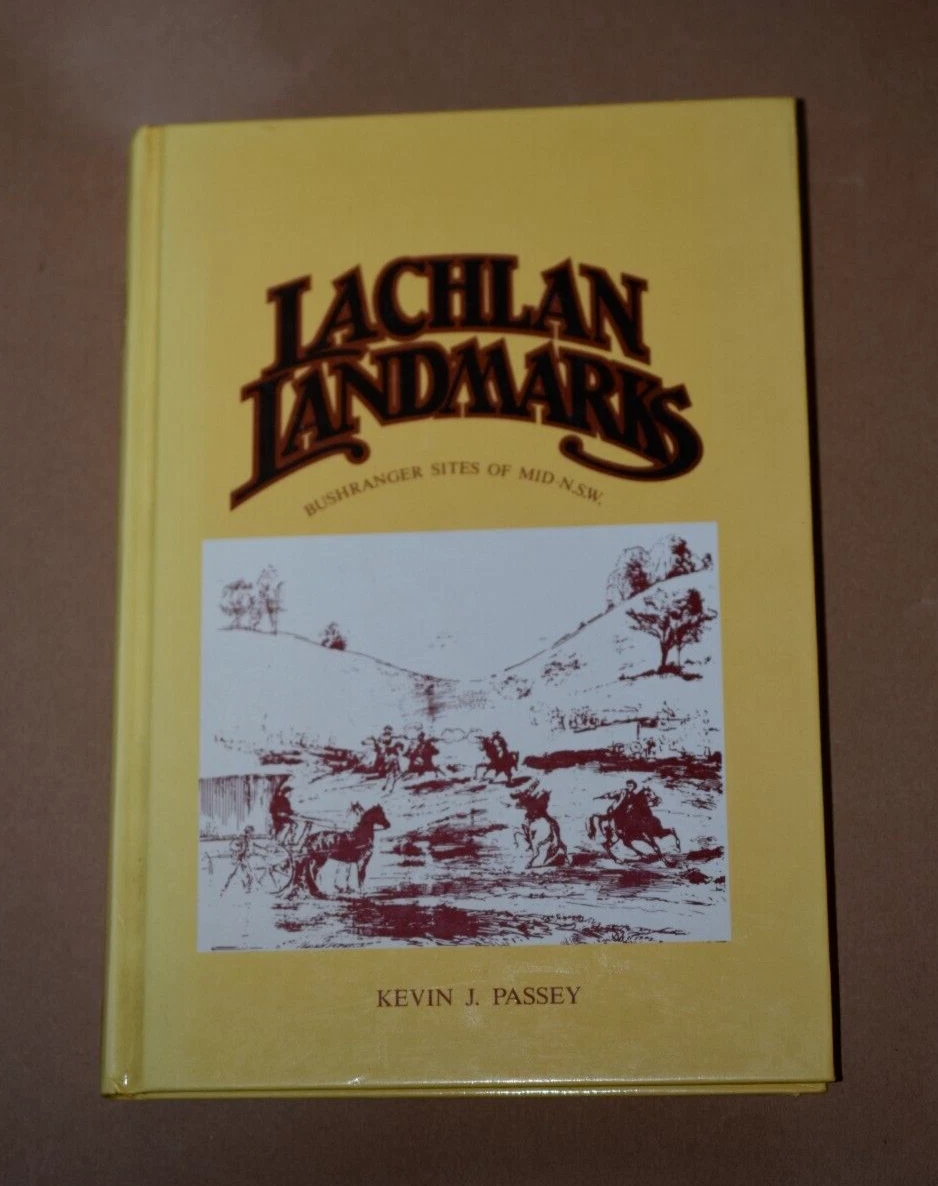 LACHLAN
LANDMARKS
BUSHRANGER SITES OF MID-N.S.W.
KEVIN J. PASSEY